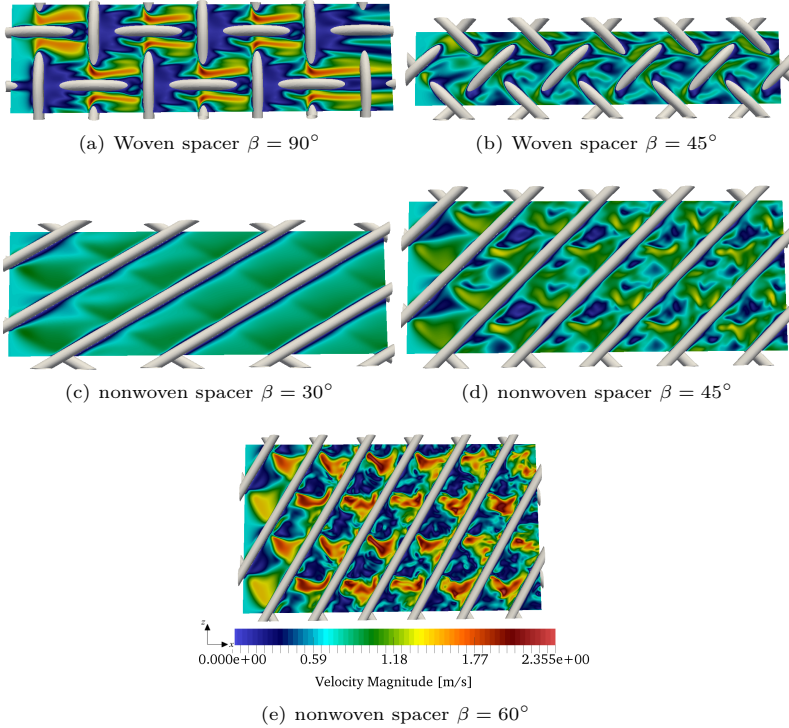 (a) Woven spacer β = 90°
(b) Woven spacer β = 45°
(c) nonwoven spacer β = 30°
(d) nonwoven spacer β = 45°
z
x
0.000e+00 0.59 1.18 1.77 2.355e+00
Velocity Magnitude [m/s]
(e) nonwoven spacer β = 60°